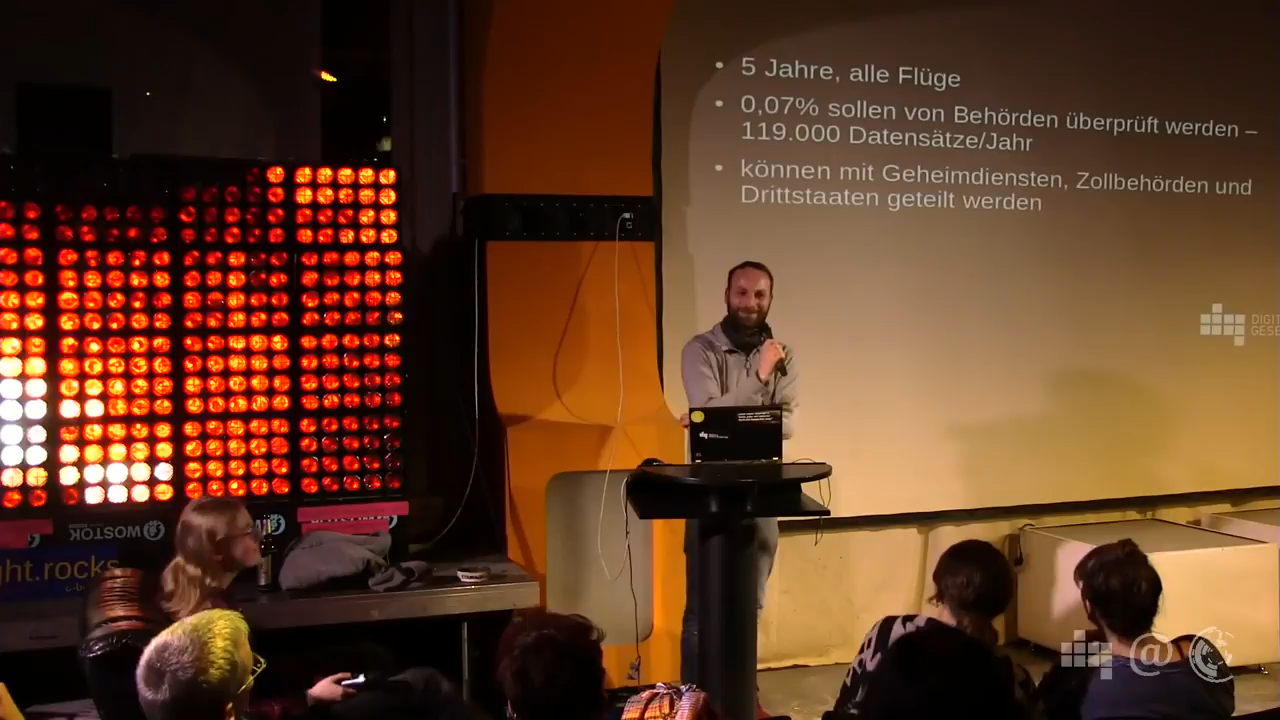 • 5 Jahre, alle Flüge
• 0,07% sollen von Behörden überprüft werden –
119.000 Datensätze/Jahr
• können mit Geheimdiensten, Zollbehörden und
Drittstaaten geteilt werden
DIGIT
GESE
WOSTOK
ght.rocks
c-b
@